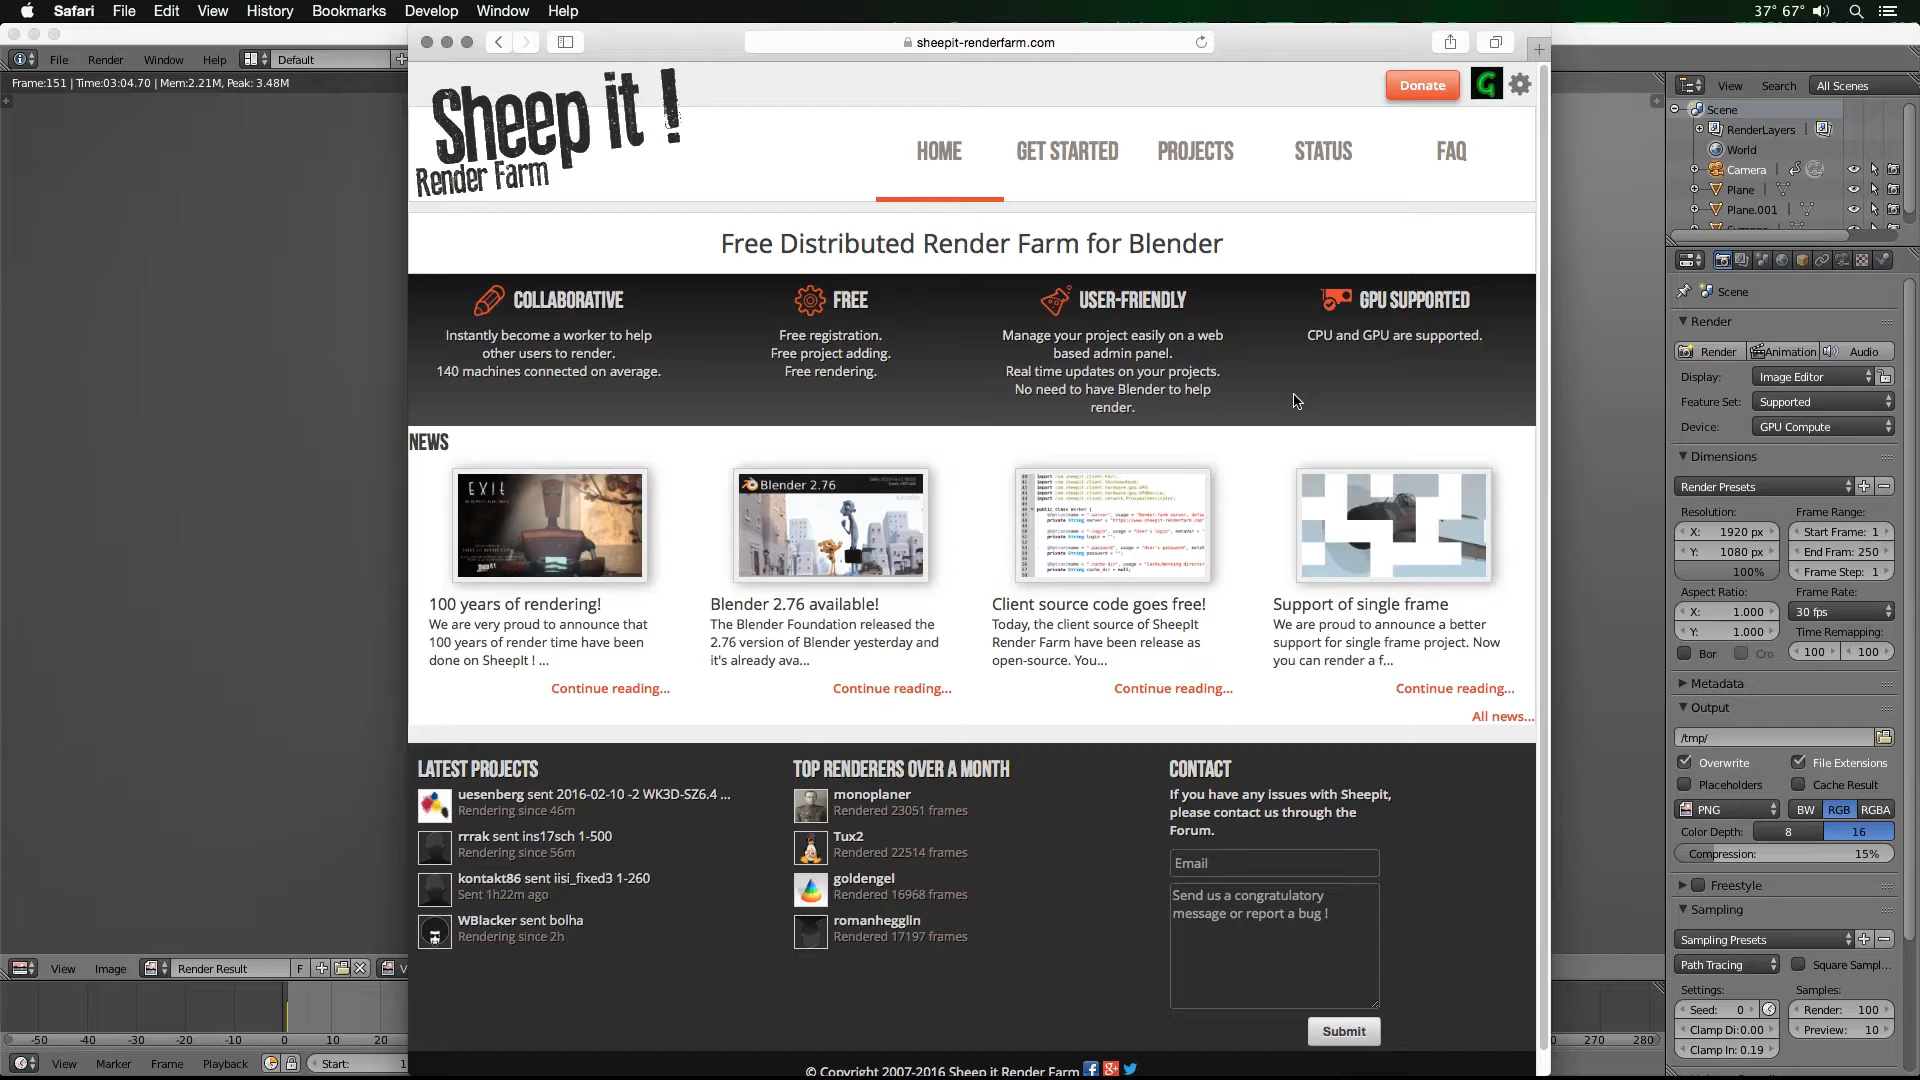 Safari File Edit View History Bookmarks Develop Window Help
37° 67°
sheepit-renderfarm.com
File Render Window Help Default
Frame:151 | Time:03:04.70 | Mem:2.21M, Peak: 3.48M
Sheep it !
Render Farm
Donate
HOME GET STARTED PROJECTS STATUS FAQ
Free Distributed Render Farm for Blender
COLLABORATIVE
Instantly become a worker to help
other users to render.
140 machines connected on average.
FREE
Free registration.
Free project adding.
Free rendering.
USER-FRIENDLY
Manage your project easily on a web
based admin panel.
Real time updates on your projects.
No need to have Blender to help
render.
GPU SUPPORTED
CPU and GPU are supported.
NEWS
EXIT
Sheep it!
100 years of rendering!
We are very proud to announce that
100 years of render time have been
done on SheepIt ! ...
Continue reading...
Blender 2.76
Blender 2.76 available!
The Blender Foundation released the
2.76 version of Blender yesterday and
it's already ava...
Continue reading...
Client source code goes free!
Today, the client source of SheepIt
Render Farm have been release as
open-source. You...
Continue reading...
Support of single frame
We are proud to announce a better
support for single frame project. Now
you can render a f...
Continue reading...
All news...
LATEST PROJECTS
uesenberg sent 2016-02-10 -2 WK3D-SZ6.4 ...
Rendering since 46m
rrrak sent ins17sch 1-500
Rendering since 56m
kontakt86 sent iisi_fixed3 1-260
Sent 1h22m ago
WBlacker sent bolha
Rendering since 2h
TOP RENDERERS OVER A MONTH
monoplaner
Rendered 23051 frames
Tux2
Rendered 22514 frames
goldengel
Rendered 16968 frames
romanhegglin
Rendered 17197 frames
CONTACT
If you have any issues with Sheepit,
please contact us through the
Forum.
Email
Send us a congratulatory
message or report a bug !
Submit
© Copyright 2007-2016 Sheep it Render Farm
View Image Render Result F V
-50 -40 -30 -20 -10 0 10 20
270 280
View Marker Frame Playback Start: 1
View Search All Scenes
Scene
RenderLayers
World
Camera
Plane
Plane.001
Scene
Render
Render Animation Audio
Display: Image Editor
Feature Set: Supported
Device: GPU Compute
Dimensions
Render Presets
Resolution: Frame Range:
X: 1920 px Start Frame: 1
Y: 1080 px End Fram: 250
100% Frame Step: 1
Aspect Ratio: Frame Rate:
X: 1.000 30 fps
Y: 1.000 Time Remapping:
Bor Cro 100 100
Metadata
Output
/tmp/
Overwrite File Extensions
Placeholders Cache Result
PNG BW RGB RGBA
Color Depth: 8 16
Compression: 15%
Freestyle
Sampling
Sampling Presets
Path Tracing Square Sampl...
Settings: Samples:
Seed: 0 Render: 100
Clamp Di:0.00 Preview: 10
Clamp In: 0.19